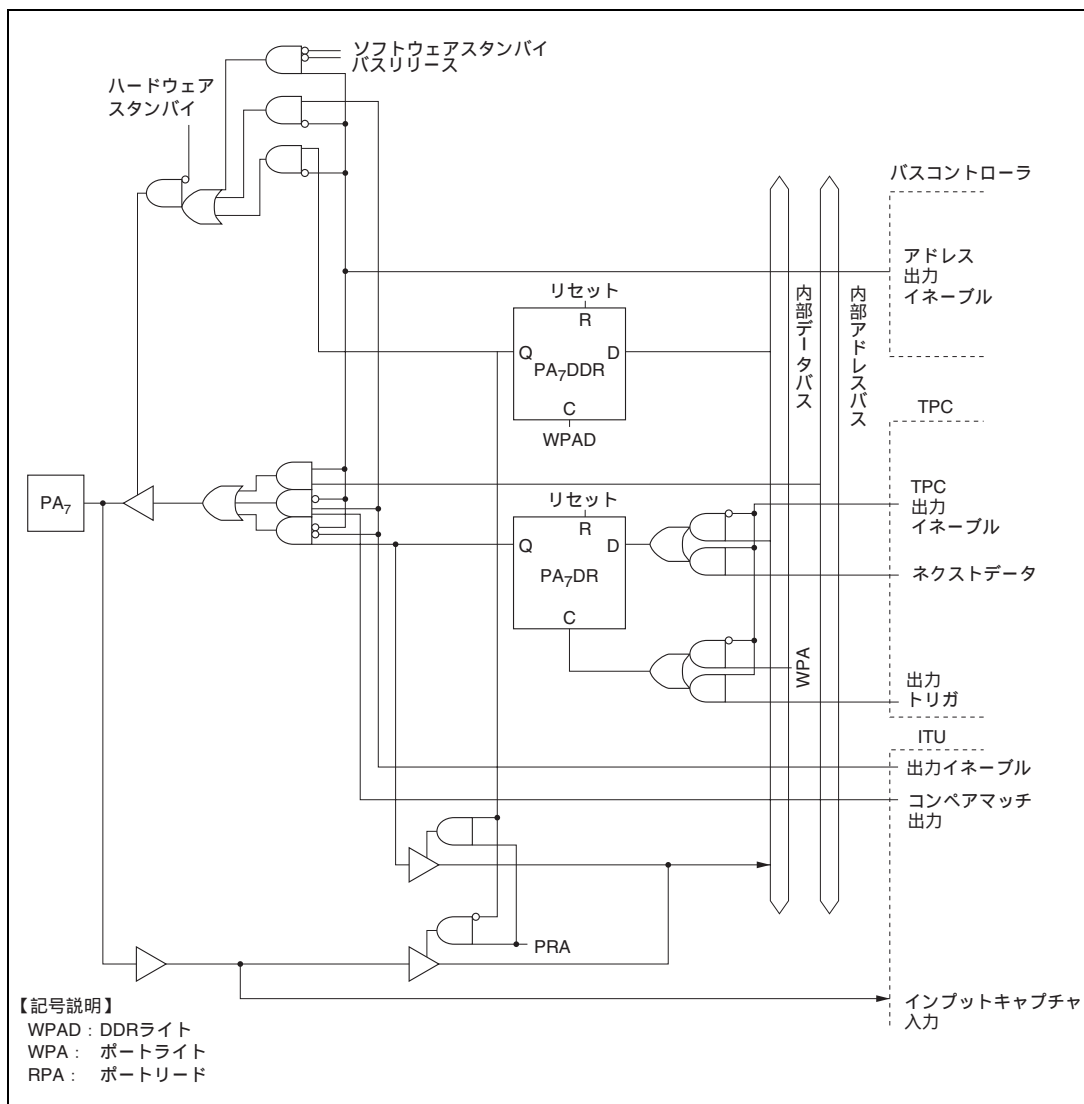 ソフトウェアスタンバイ
バスリリース
ハードウェア
スタンバイ
バスコントローラ
アドレス
出力
イネーブル
内部データバス
内部アドレスバス
リセット
R
Q
D
PA7DDR
C
WPAD
TPC
PA7
TPC
出力
イネーブル
リセット
R
Q
D
PA7DR
C
ネクストデータ
WPA
出力
トリガ
ITU
出力イネーブル
コンペアマッチ
出力
PRA
インプットキャプチャ
入力
【記号説明】
WPAD : DDRライト
WPA : ポートライト
RPA : ポートリード